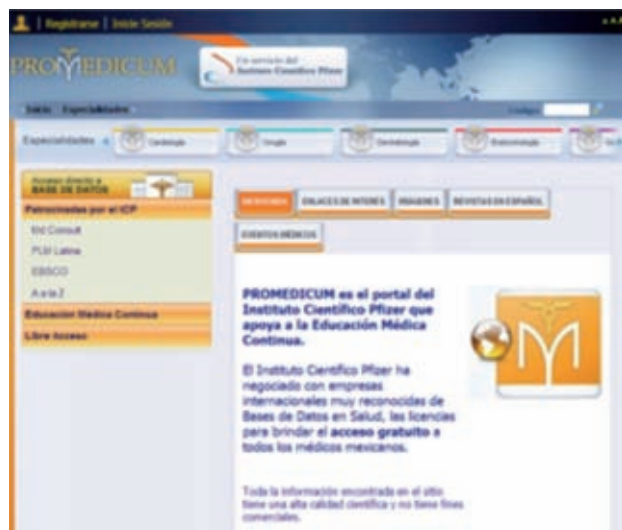 Registrarse | Inicie Sesión
PROMEDICUM
Un servicio del
Instituto Científico Pfizer
Inicio Especialidades
Código:
Especialidades
Cardiología
Cirugía
Dermatología
Endocrinología
Acceso directo a
BASE DE DATOS
Patrocinadas por el ICP
Md Consult
PLM Latina
EBSCO
A a la Z
Educación Médica Continua
Libre Acceso
BIENVENIDA
ENLACES DE INTERÉS
IMÁGENES
REVISTAS EN ESPAÑOL
EVENTOS MÉDICOS
PROMEDICUM es el portal del
Instituto Científico Pfizer que
apoya a la Educación Médica
Continua.
El Instituto Científico Pfizer ha
negociado con empresas
internacionales muy reconocidas de
Bases de Datos en Salud, las licencias
para brindar el acceso gratuito a
todos los médicos mexicanos.
Toda la información encontrada en el sitio
tiene una alta calidad científica y no tiene fines
comerciales.